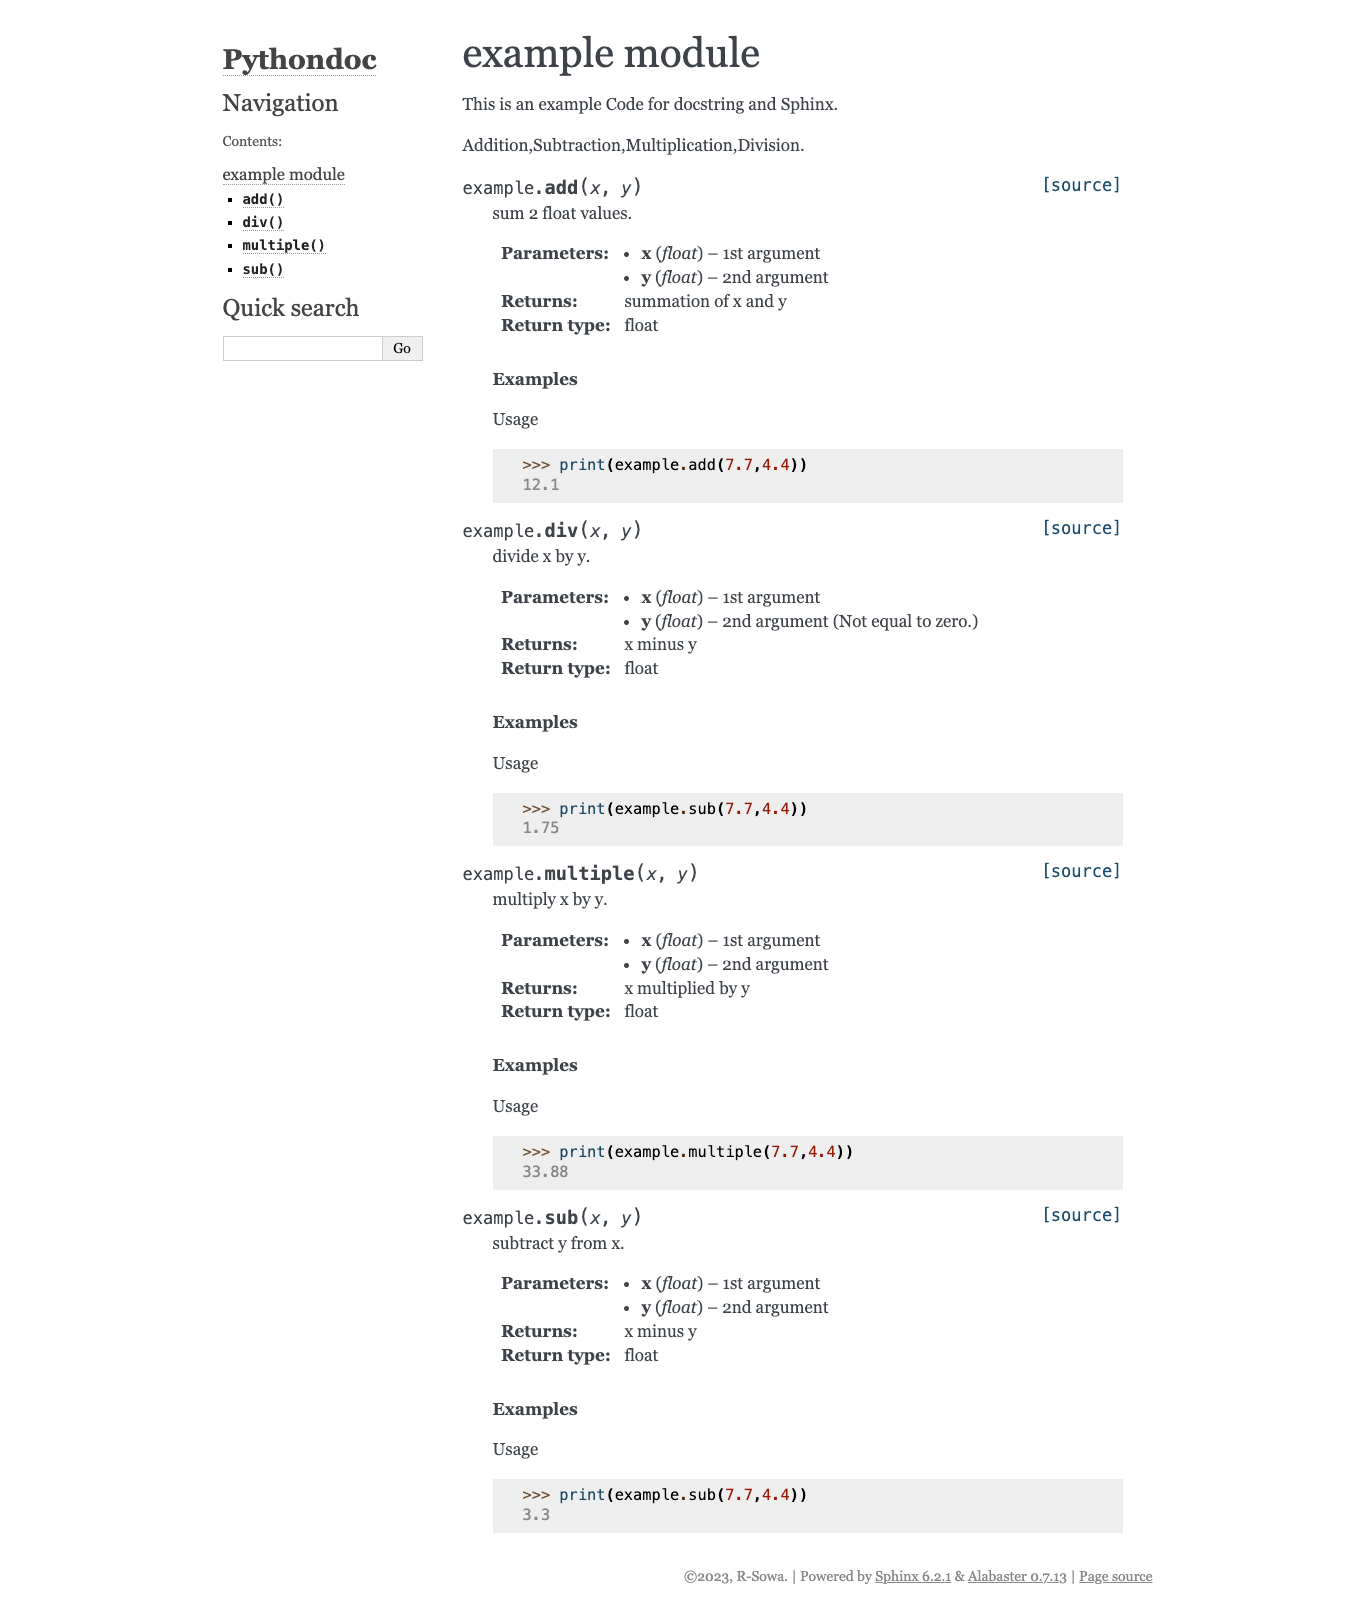 Pythondoc
Navigation
Contents:
example module
add()
div()
multiple()
sub()
Quick search
Go
example module
This is an example Code for docstring and Sphinx.
Addition,Subtraction,Multiplication,Division.
example.add(x, y) [source]
sum 2 float values.
Parameters: • x (float) – 1st argument
• y (float) – 2nd argument
Returns: summation of x and y
Return type: float
Examples
Usage
>>> print(example.add(7.7,4.4))
12.1
example.div(x, y) [source]
divide x by y.
Parameters: • x (float) – 1st argument
• y (float) – 2nd argument (Not equal to zero.)
Returns: x minus y
Return type: float
Examples
Usage
>>> print(example.sub(7.7,4.4))
1.75
example.multiple(x, y) [source]
multiply x by y.
Parameters: • x (float) – 1st argument
• y (float) – 2nd argument
Returns: x multiplied by y
Return type: float
Examples
Usage
>>> print(example.multiple(7.7,4.4))
33.88
example.sub(x, y) [source]
subtract y from x.
Parameters: • x (float) – 1st argument
• y (float) – 2nd argument
Returns: x minus y
Return type: float
Examples
Usage
>>> print(example.sub(7.7,4.4))
3.3
©2023, R-Sowa. | Powered by Sphinx 6.2.1 & Alabaster 0.7.13 | Page source